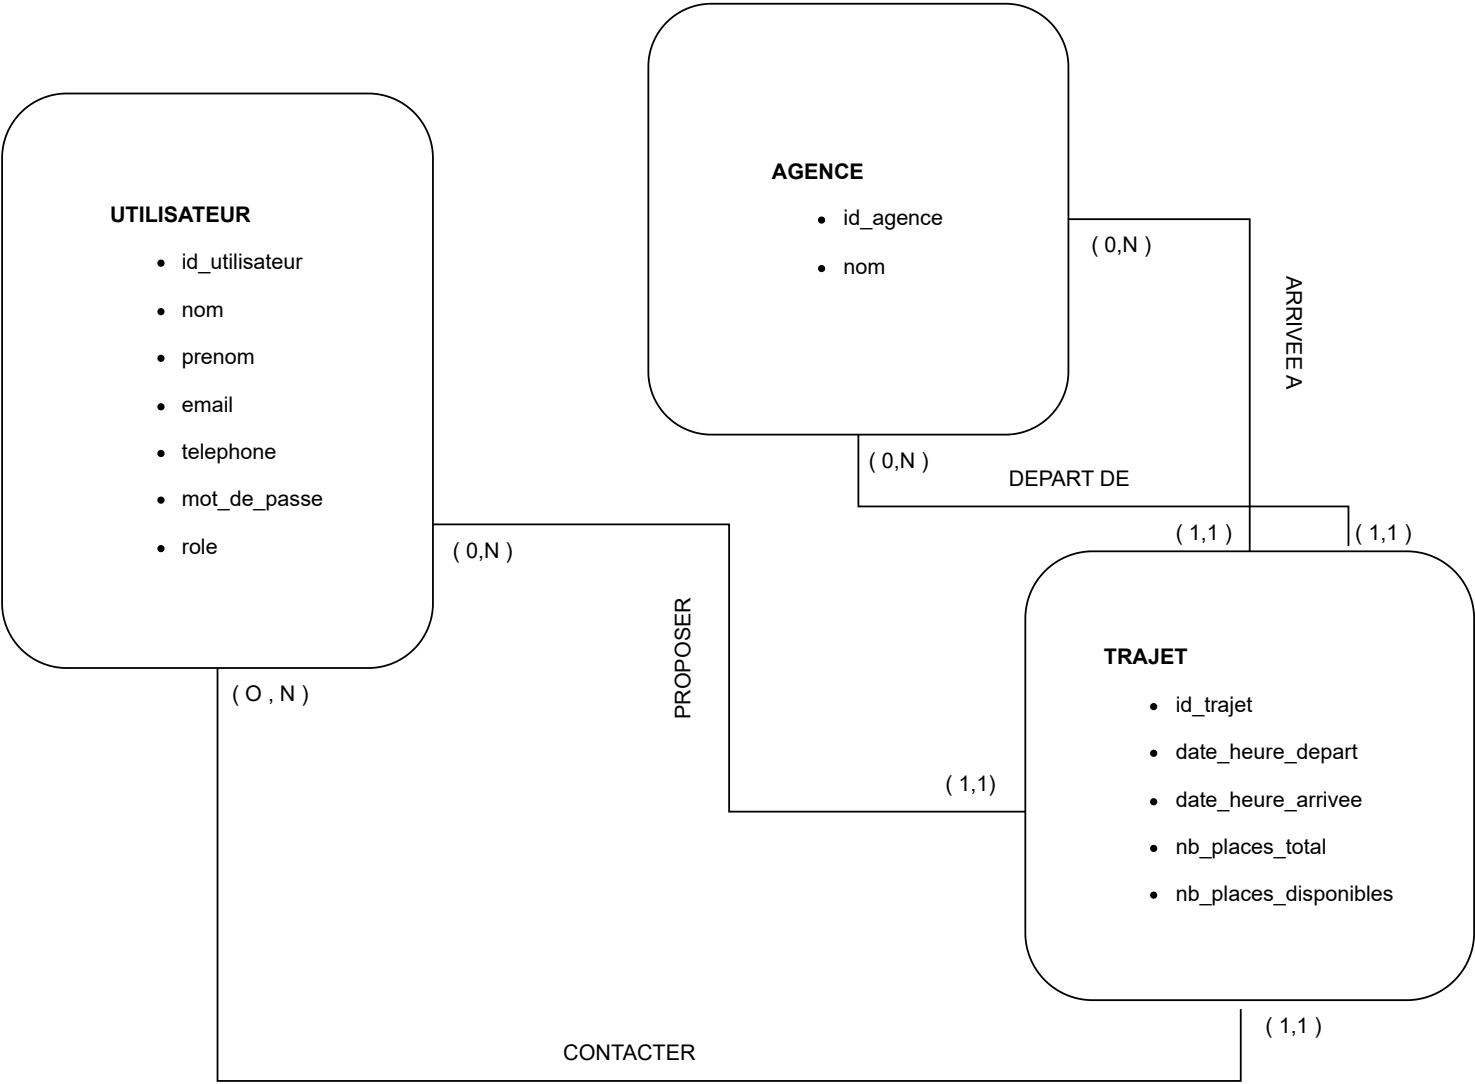 UTILISATEUR
id_utilisateur
nom
prenom
email
telephone
mot_de_passe
role
AGENCE
id_agence
nom
( 0,N )
ARRIVEE A
( 0,N )
DEPART DE
( 1,1 )
( 1,1 )
( 0,N )
PROPOSER
( 1,1)
TRAJET
id_trajet
date_heure_depart
date_heure_arrivee
nb_places_total
nb_places_disponibles
( O , N )
CONTACTER
( 1,1 )